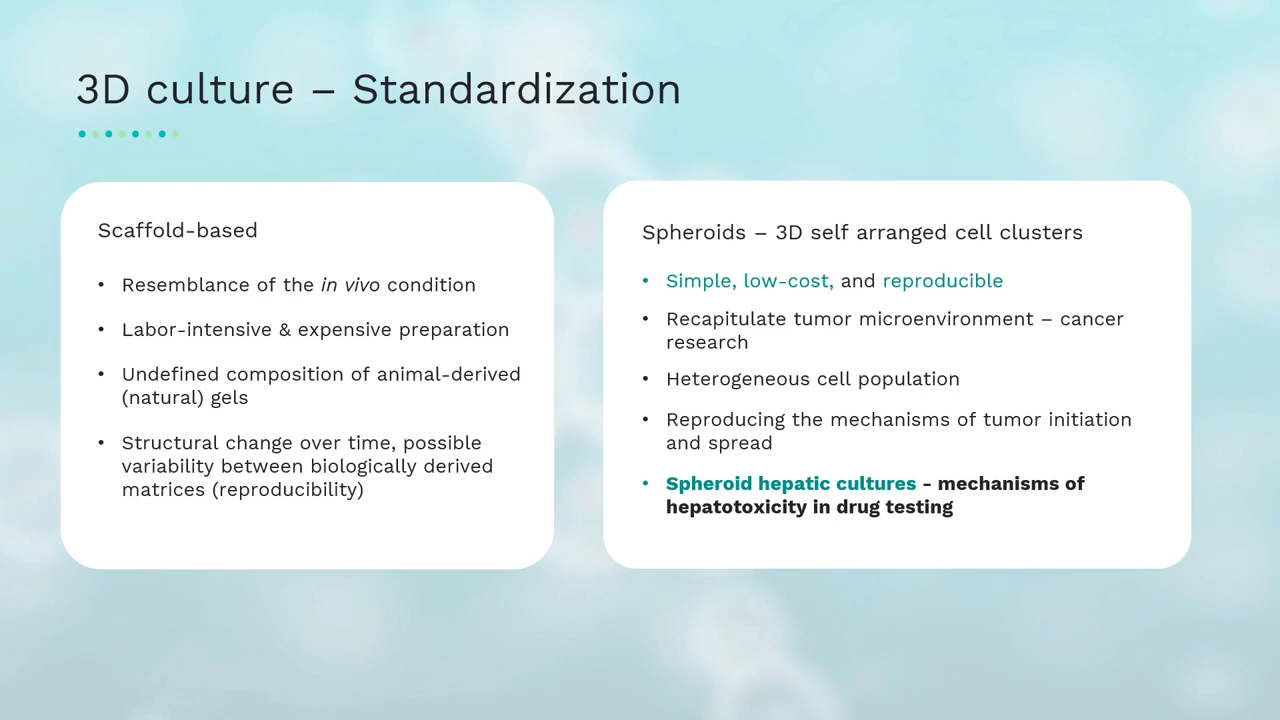 3D culture – Standardization
Scaffold-based
• Resemblance of the in vivo condition
• Labor-intensive & expensive preparation
• Undefined composition of animal-derived
(natural) gels
• Structural change over time, possible
variability between biologically derived
matrices (reproducibility)
Spheroids – 3D self arranged cell clusters
• Simple, low-cost, and reproducible
• Recapitulate tumor microenvironment – cancer
research
• Heterogeneous cell population
• Reproducing the mechanisms of tumor initiation
and spread
• Spheroid hepatic cultures - mechanisms of
hepatotoxicity in drug testing